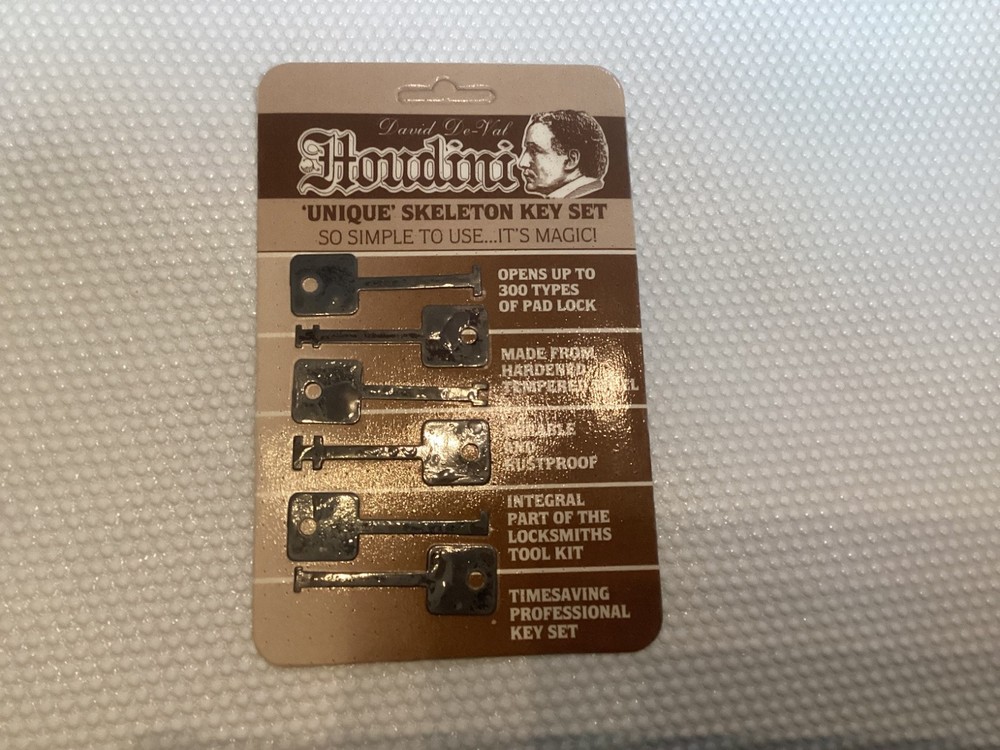 David De-Val
Houdini
'UNIQUE' SKELETON KEY SET
SO SIMPLE TO USE...IT'S MAGIC!
OPENS UP TO
300 TYPES
OF PAD LOCK
MADE FROM
HARDENED
TEMPERED STEEL
DURABLE
AND
RUSTPROOF
INTEGRAL
PART OF THE
LOCKSMITHS
TOOL KIT
TIMESAVING
PROFESSIONAL
KEY SET